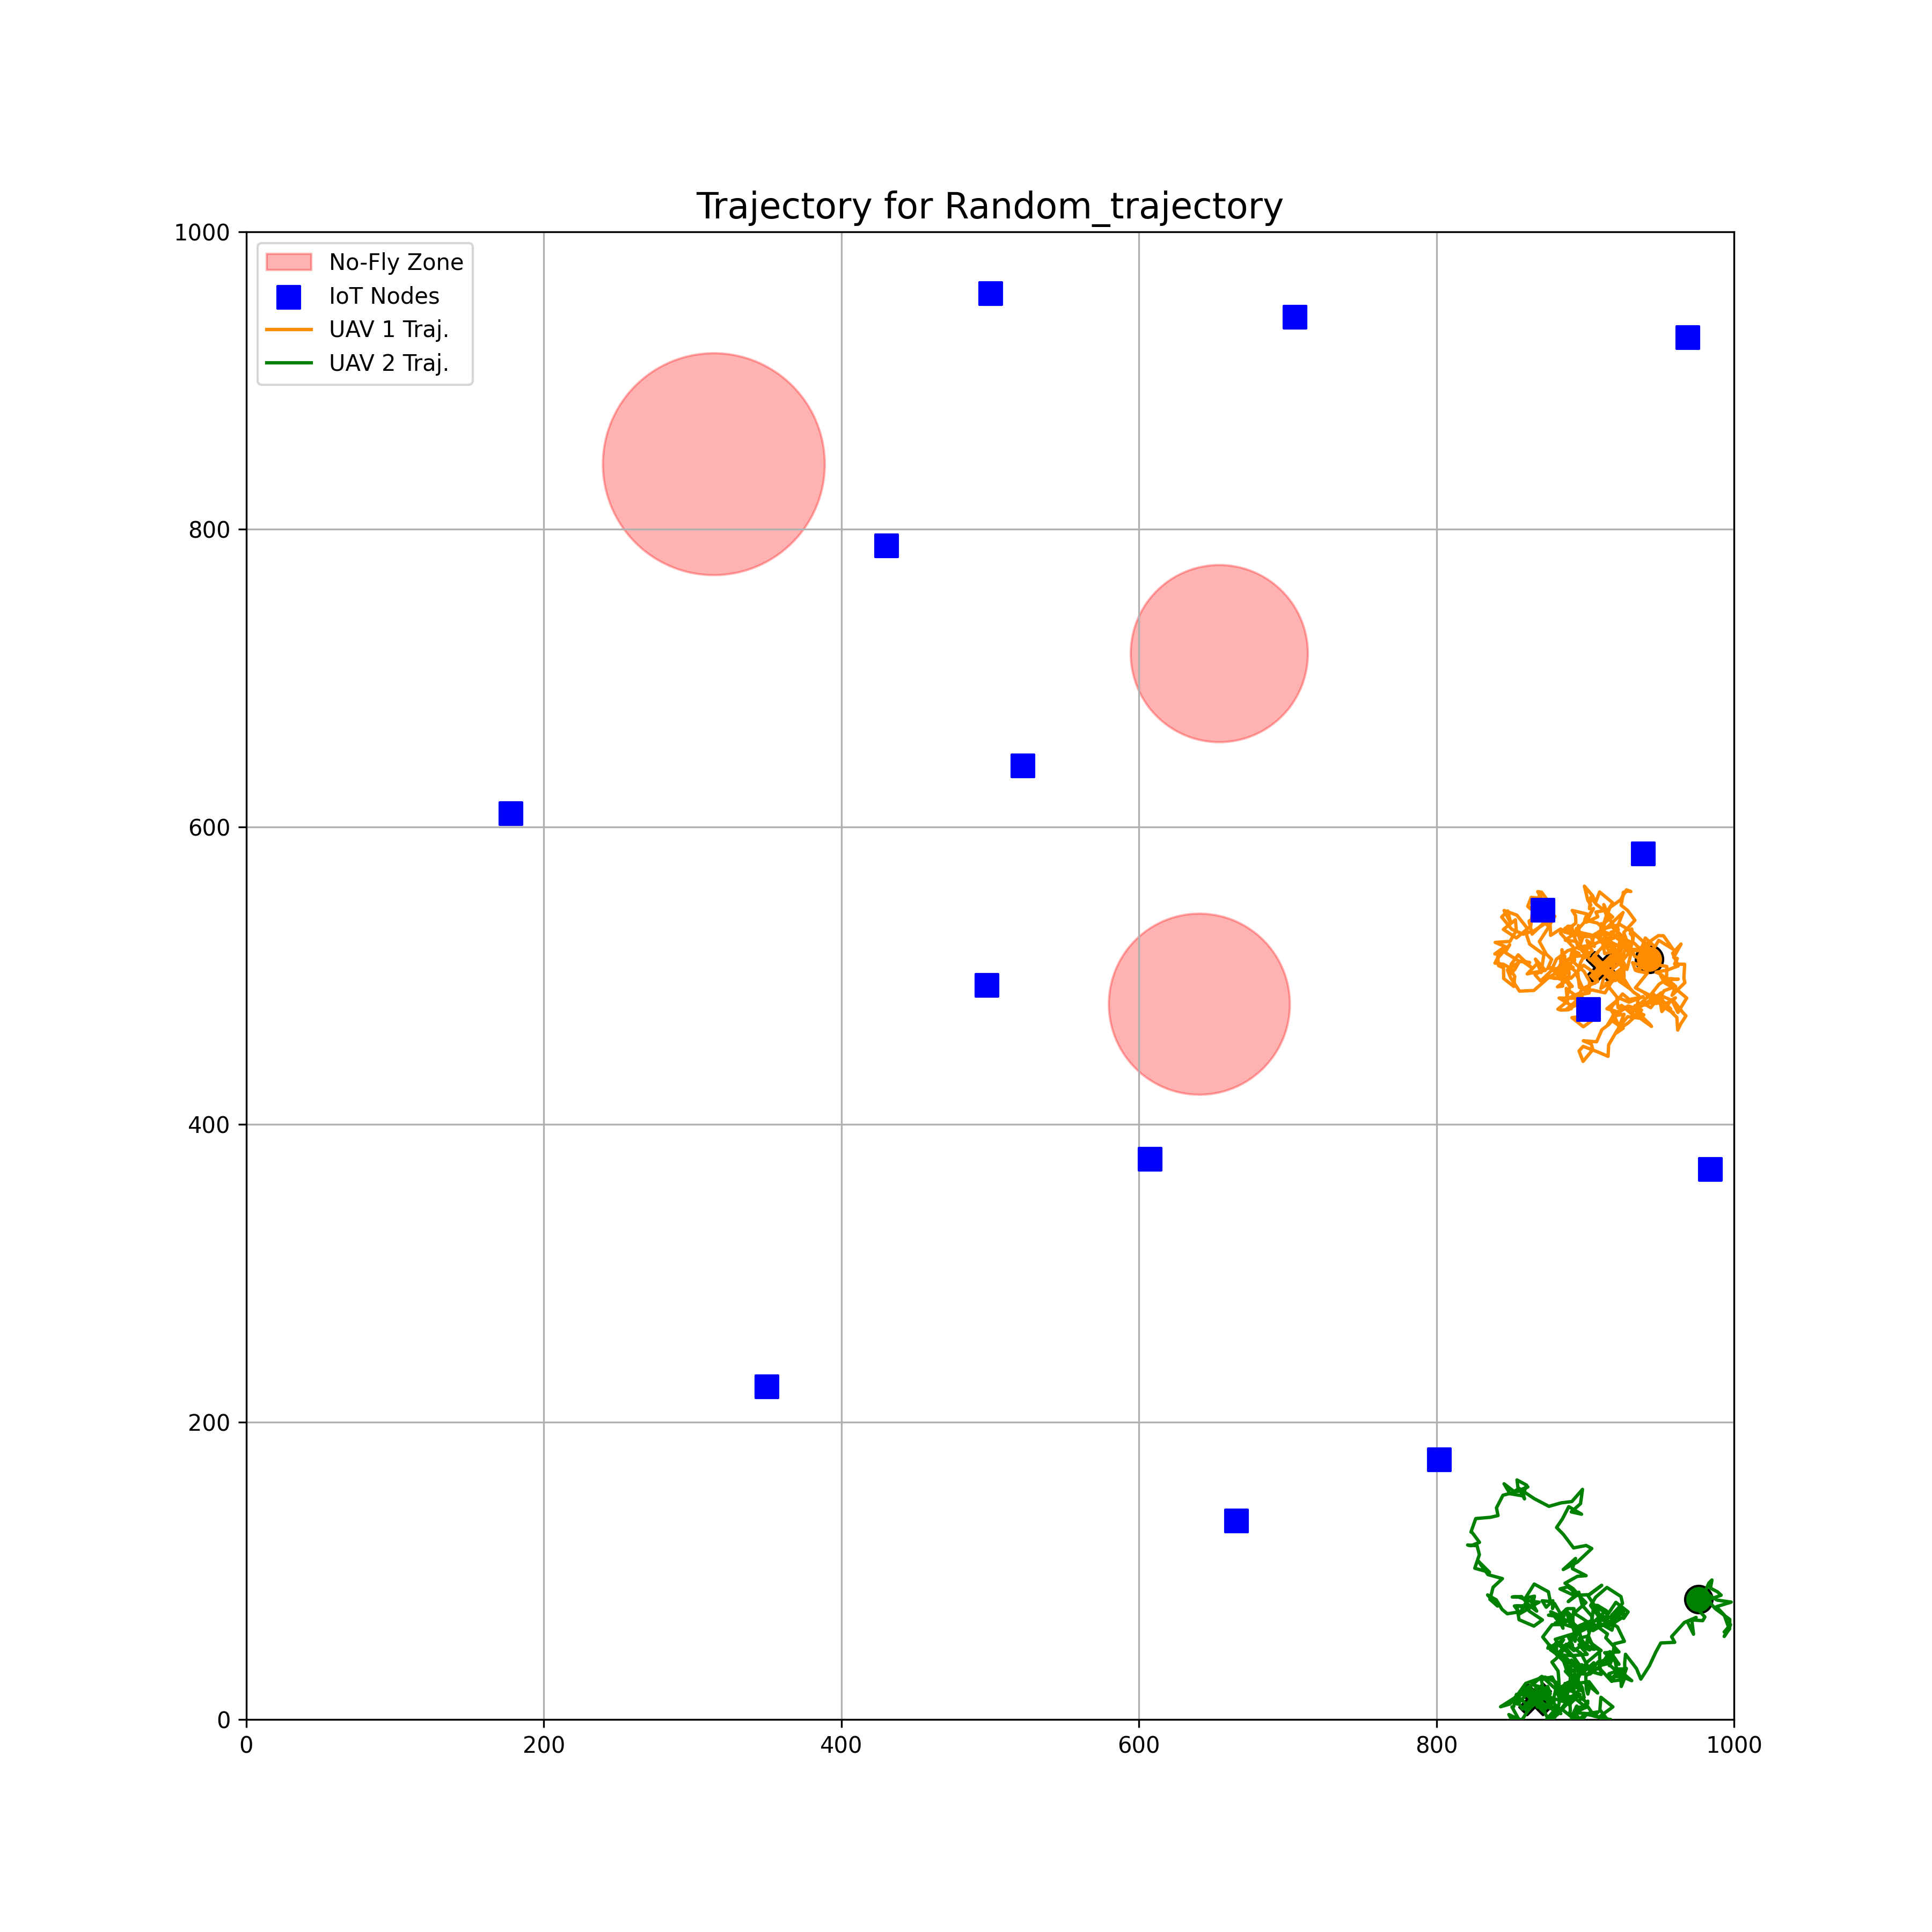 Trajectory for Random_trajectory
No-Fly Zone
IoT Nodes
UAV 1 Traj.
UAV 2 Traj.
1000
800
600
400
200
0
0 200 400 600 800 1000